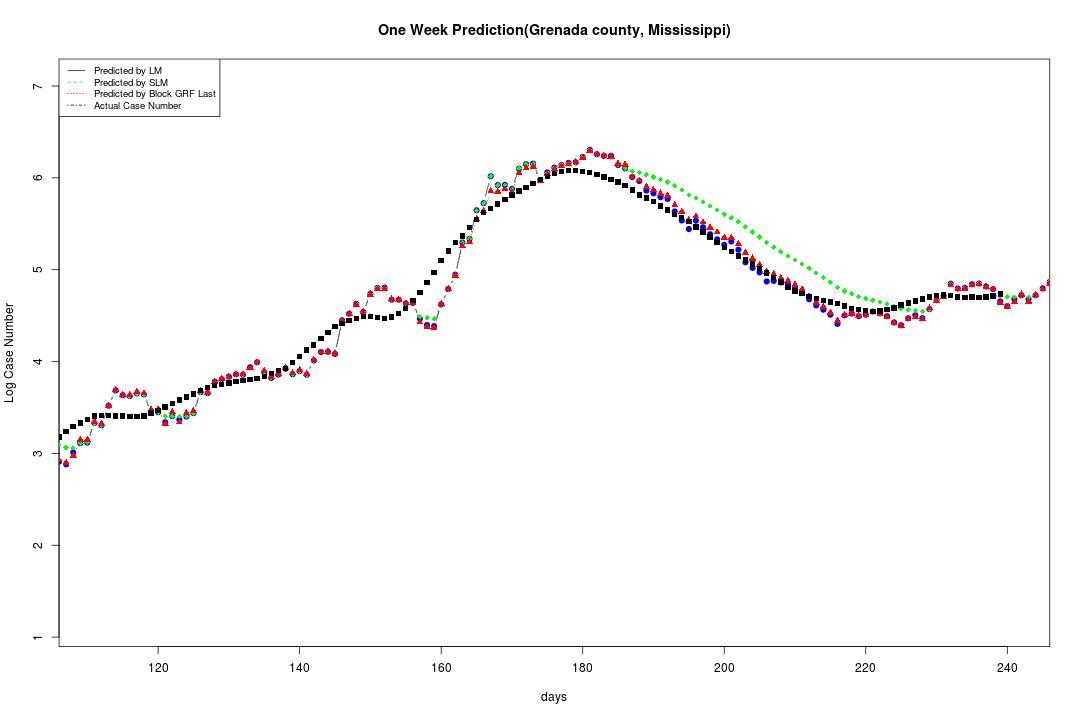 One Week Prediction(Grenada county, Mississippi)
Predicted by LM
Predicted by SLM
Predicted by Block GRF Last
Actual Case Number
7
6
5
4
3
2
1
Log Case Number
120 140 160 180 200 220 240
days